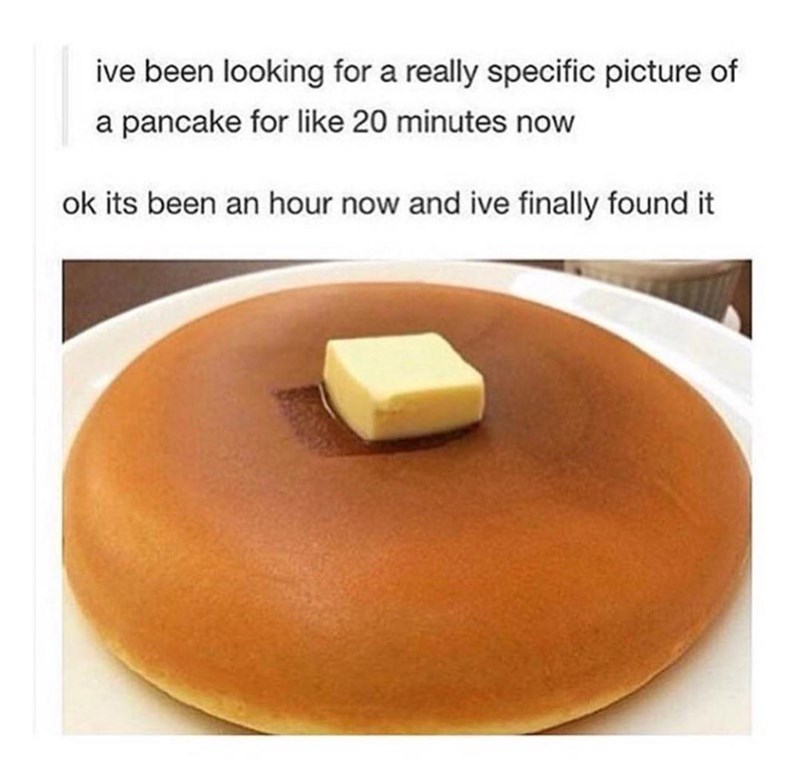 ive been looking for a really specific picture of
a pancake for like 20 minutes now
ok its been an hour now and ive finally found it